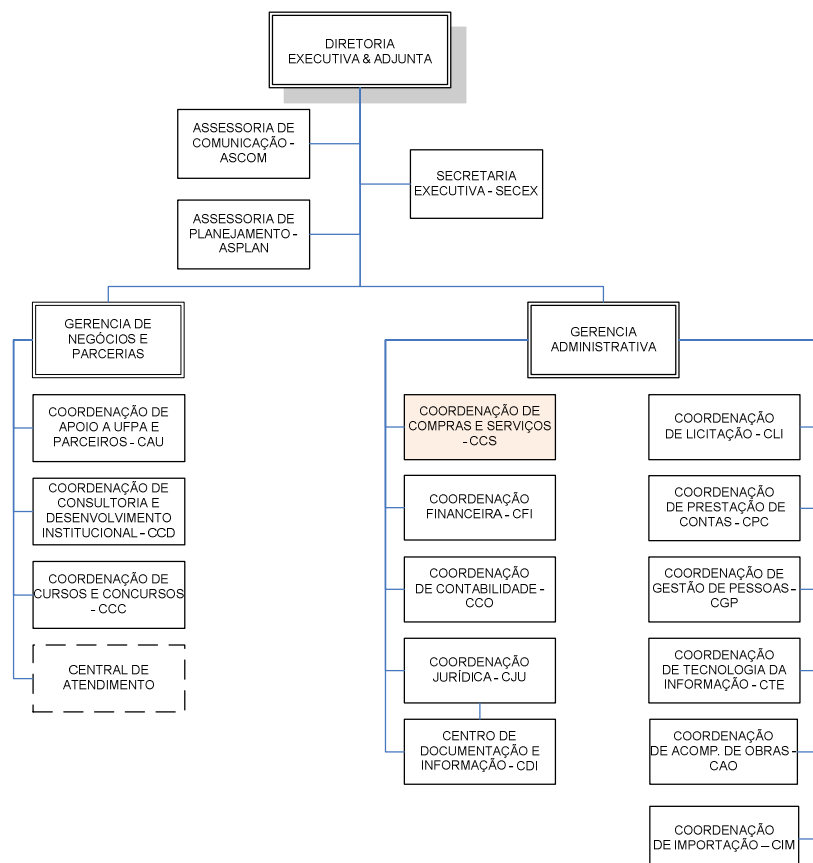 DIRETORIA
EXECUTIVA & ADJUNTA
ASSESSORIA DE
COMUNICAÇÃO -
ASCOM
SECRETARIA
EXECUTIVA - SECEX
ASSESSORIA DE
PLANEJAMENTO -
ASPLAN
GERENCIA DE
NEGÓCIOS E
PARCERIAS
GERENCIA
ADMINISTRATIVA
COORDENAÇÃO DE
APOIO A UFPA E
PARCEIROS - CAU
COORDENAÇÃO DE
CONSULTORIA E
DESENVOLVIMENTO
INSTITUCIONAL - CCD
COORDENAÇÃO DE
CURSOS E CONCURSOS
- CCC
CENTRAL DE
ATENDIMENTO
COORDENAÇÃO DE
COMPRAS E SERVIÇOS
- CCS
COORDENAÇÃO
FINANCEIRA - CFI
COORDENAÇÃO
DE CONTABILIDADE -
CCO
COORDENAÇÃO
JURÍDICA - CJU
CENTRO DE
DOCUMENTAÇÃO E
INFORMAÇÃO - CDI
COORDENAÇÃO
DE LICITAÇÃO - CLI
COORDENAÇÃO
DE PRESTAÇÃO DE
CONTAS - CPC
COORDENAÇÃO DE
GESTÃO DE PESSOAS -
CGP
COORDENAÇÃO
DE TECNOLOGIA DA
INFORMAÇÃO - CTE
COORDENAÇÃO
DE ACOMP. DE OBRAS -
CAO
COORDENAÇÃO
DE IMPORTAÇÃO – CIM